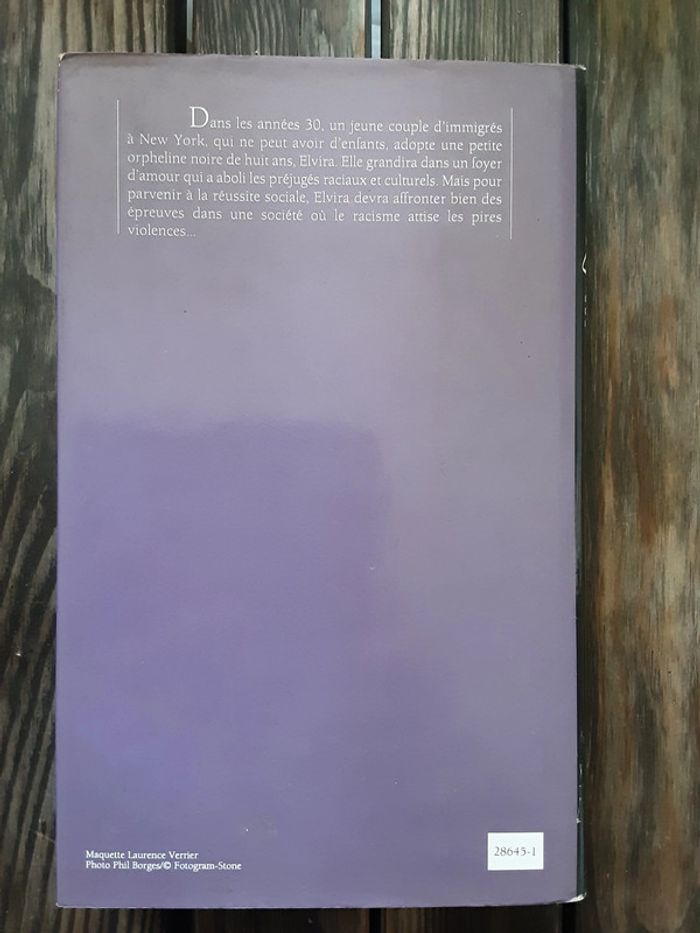 Dans les années 30, un jeune couple d'immigrés
à New York, qui ne peut avoir d'enfants, adopte une petite
orpheline noire de huit ans, Elvira. Elle grandira dans un foyer
d'amour qui a aboli les préjugés raciaux et culturels. Mais pour
parvenir à la réussite sociale, Elvira devra affronter bien des
épreuves dans une société où le racisme attise les pires
violences...
Maquette Laurence Verrier
Photo Phil Borges/© Fotogram-Stone
28645-1